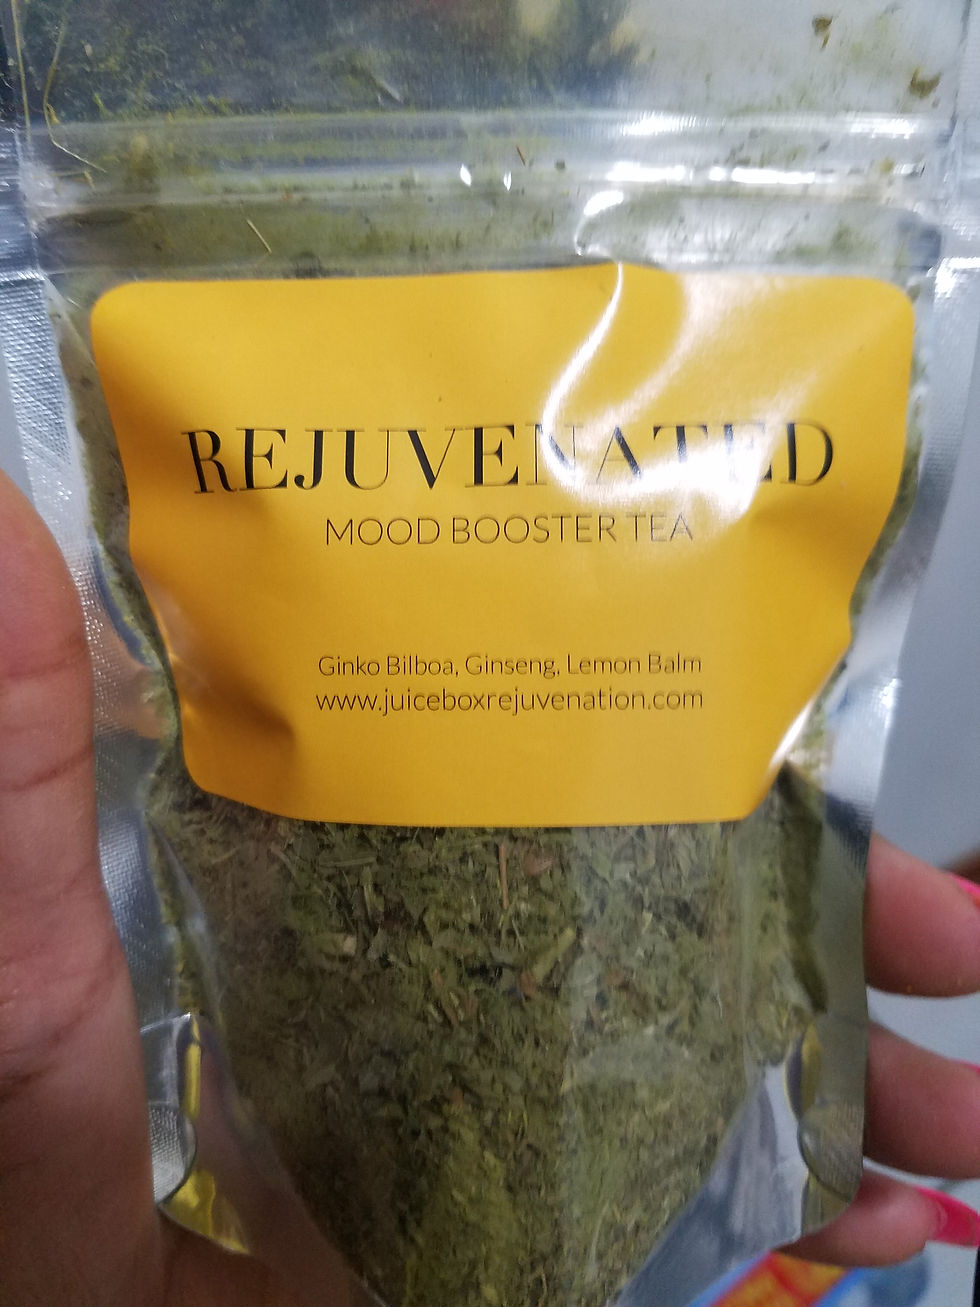 REJUVENATED
MOOD BOOSTER TEA
Ginko Bilboa, Ginseng, Lemon Balm
www.juiceboxrejuvenation.com